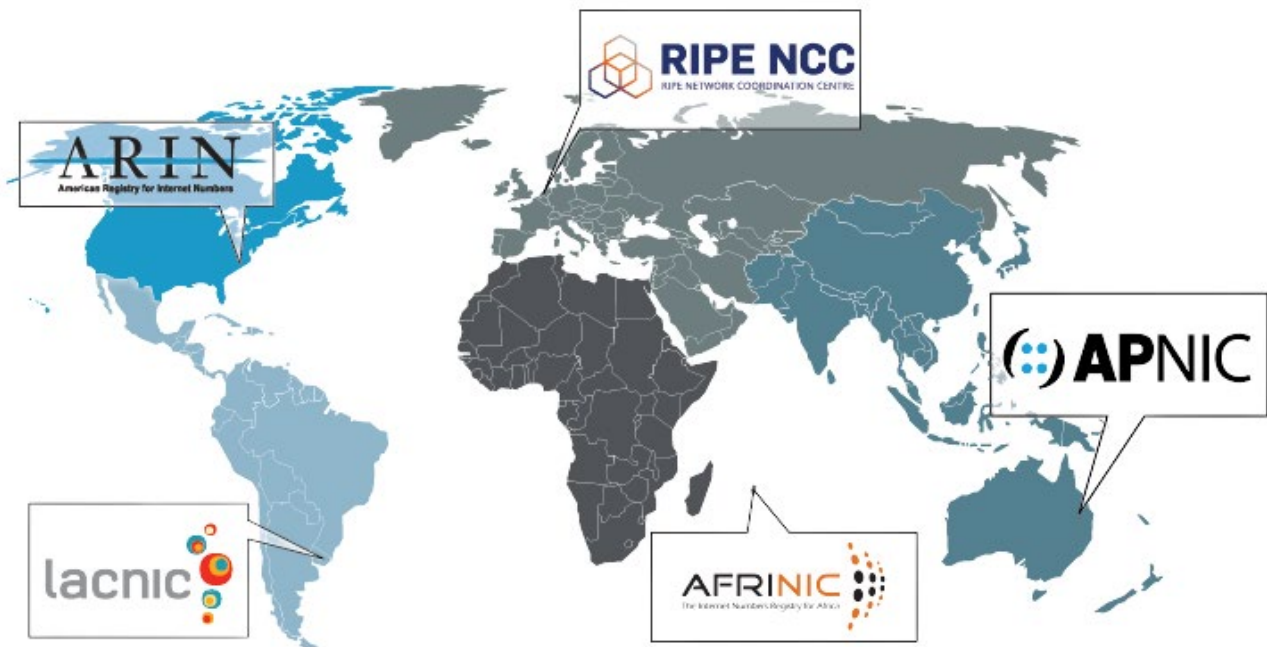 RIPE NCC
RIPE NETWORK COORDINATION CENTRE
ARIN
American Registry for Internet Numbers
APNIC
lacnic
AFRINIC
The Internet Numbers Registry for Africa